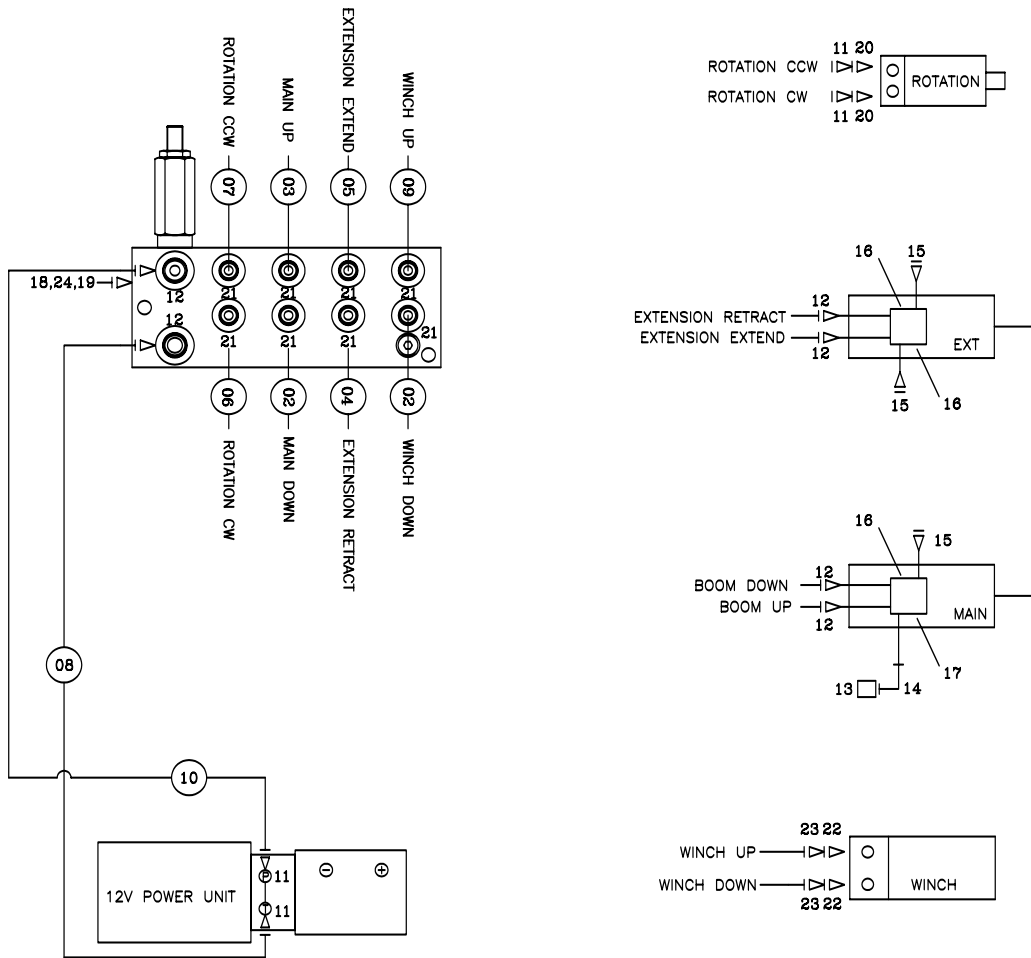 ROTATION CCW
MAIN UP
EXTENSION EXTEND
WINCH UP
07
03
05
09
18,24,19
12
21
21
21
21
12
21
21
21
21
06
02
04
02
ROTATION CW
MAIN DOWN
EXTENSION RETRACT
WINCH DOWN
08
10
12V POWER UNIT
P
11
T
11
11 20
ROTATION CCW
ROTATION
ROTATION CW
11 20
16
15
12
EXTENSION RETRACT
EXTENSION EXTEND
EXT
12
15
16
16
15
12
BOOM DOWN
BOOM UP
MAIN
12
17
13
14
23 22
WINCH UP
WINCH DOWN
WINCH
23 22